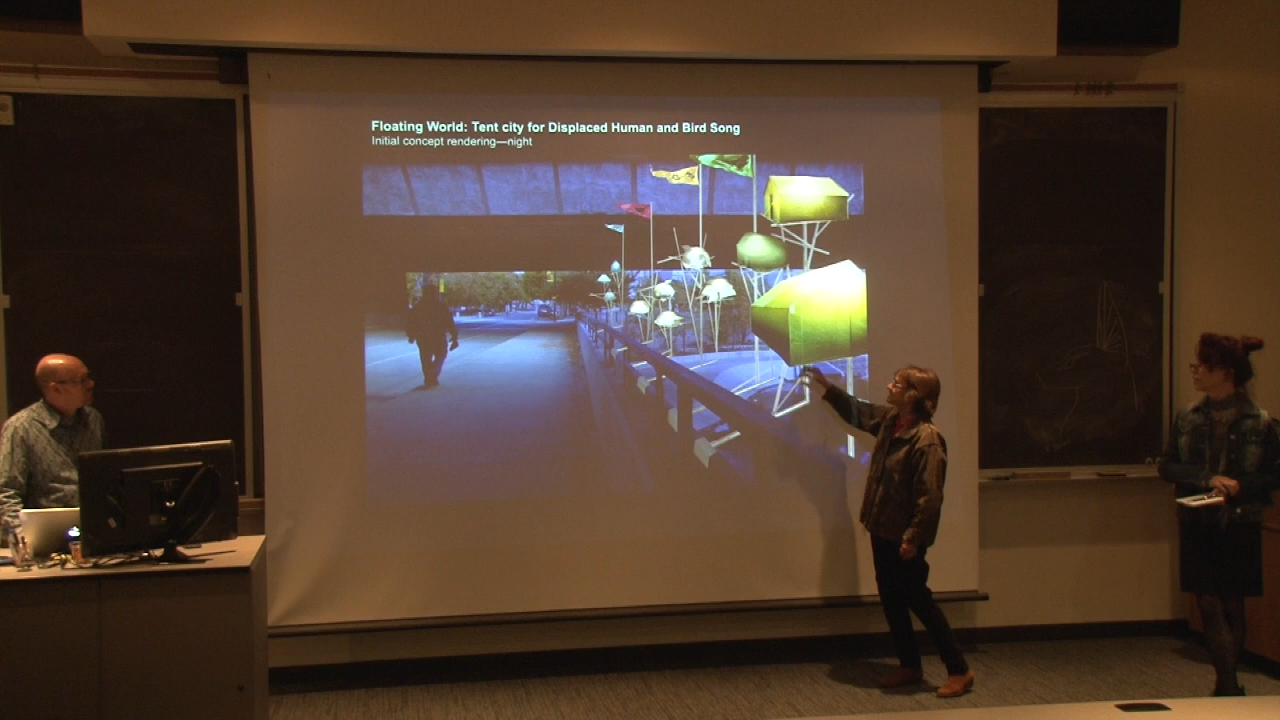 Floating World: Tent city for Displaced Human and Bird Song
Initial concept rendering—night